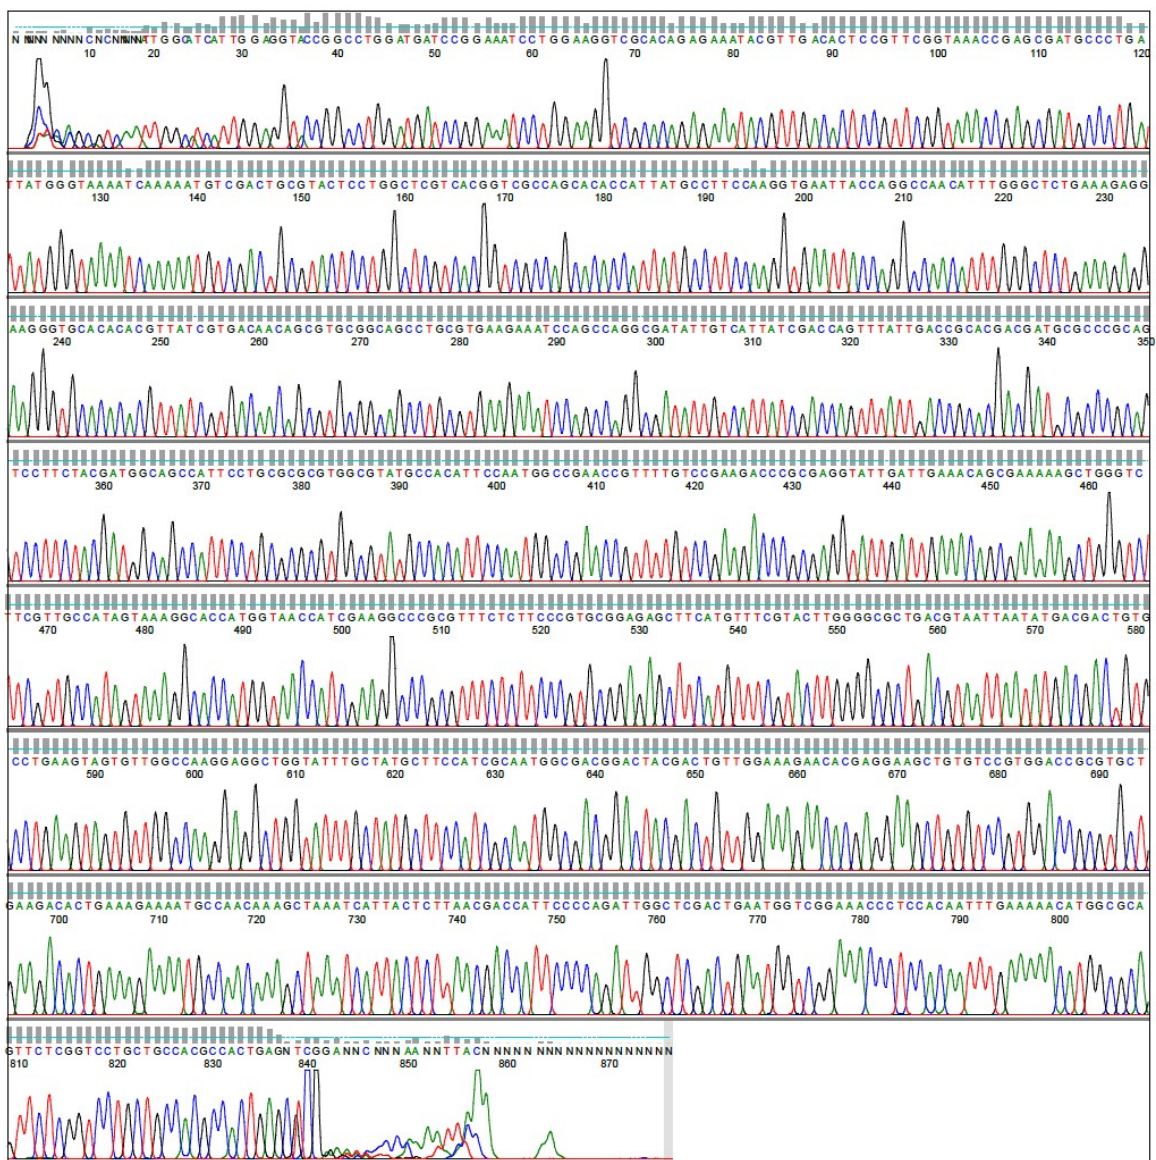 N NNNN NNNNCNCNNNNNATTGGCATCATTGGAGGTACCGGCCTGGATGATCCGGAAATCCTGGAAGGTCGCACAGAGAAATACGTTGACACTCCGTTCGGTAAACCGAGCGATGCCCTGA
10 20 30 40 50 60 70 80 90 100 110 120
TTATGGGTAAAATCAAAAATGTCGACTGCGTACTCCTGGCTCGTCACGGTCGCCAGCACACCATTATGCCTTCCAAGGTGAATTACCAGGCCAACATTTGGGCTCTGAAAGAGG
130 140 150 160 170 180 190 200 210 220 230
AAGGGTGCACACACGTTATCGTGACAACAGCGTGCGGCAGCCTGCGTGAAGAAATCCAGCCAGGCGATATTGTCATTATCGACCAGTTTATTGACCGCACGACGATGCGCCCGCAG
240 250 260 270 280 290 300 310 320 330 340 350
TCCTTCTACGATGGCAGCCATTCCTGCGCGCGTGGCGTATGCCACATTCCAATGGCCGAACCGTTTTGTCCGAAGACCCGCGAGGTATTGATTGAAACAGCGAAAAAGCTGGGTC
360 370 380 390 400 410 420 430 440 450 460
TTCGTTGCCATAGTAAAGGCACCATGGTAACCATCGAAGGCCCGCGTTTCTCTTCCCGTGCGGAGAGCTTCATGTTTCGTACTTGGGGCGCTGACGTAATTAATATGACGACTGTG
470 480 490 500 510 520 530 540 550 560 570 580
CCTGAAGTAGTGTTGGCCAAGGAGGCTGGTATTTGCTATGCTTCCATCGCAATGGCGACGGACTACGACTGTTGGAAAGAACACGAGGAAGCTGTGTCCGTGGACCGCGTGCT
590 600 610 620 630 640 650 660 670 680 690
GAAGACACTGAAAGAAAATGCCAACAAAGCTAAATCATTACTCTTAACGACCATTCCCCAGATTGGCTCGACTGAATGGTCGGAAACCCTCCACAATTTGAAAAACATGGCGCA
700 710 720 730 740 750 760 770 780 790 800
GTTCTCGGTCCTGCTGCCACGCCACTGAGNTCGGANNCNNNAANNTTACNNNNNNNNNNNNNNNNNNNN
810 820 830 840 850 860 870